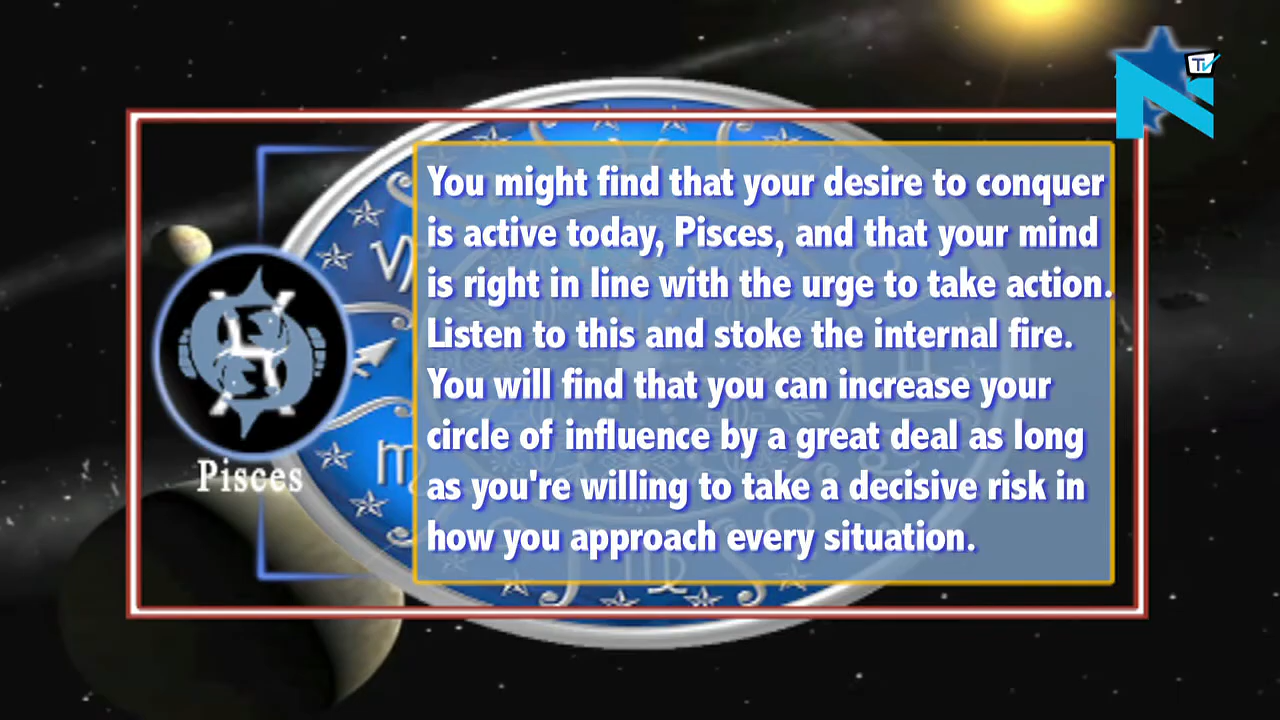 TV
You might find that your desire to conquer
is active today, Pisces, and that your mind
is right in line with the urge to take action.
Listen to this and stoke the internal fire.
You will find that you can increase your
circle of influence by a great deal as long
as you're willing to take a decisive risk in
how you approach every situation.
Pisces